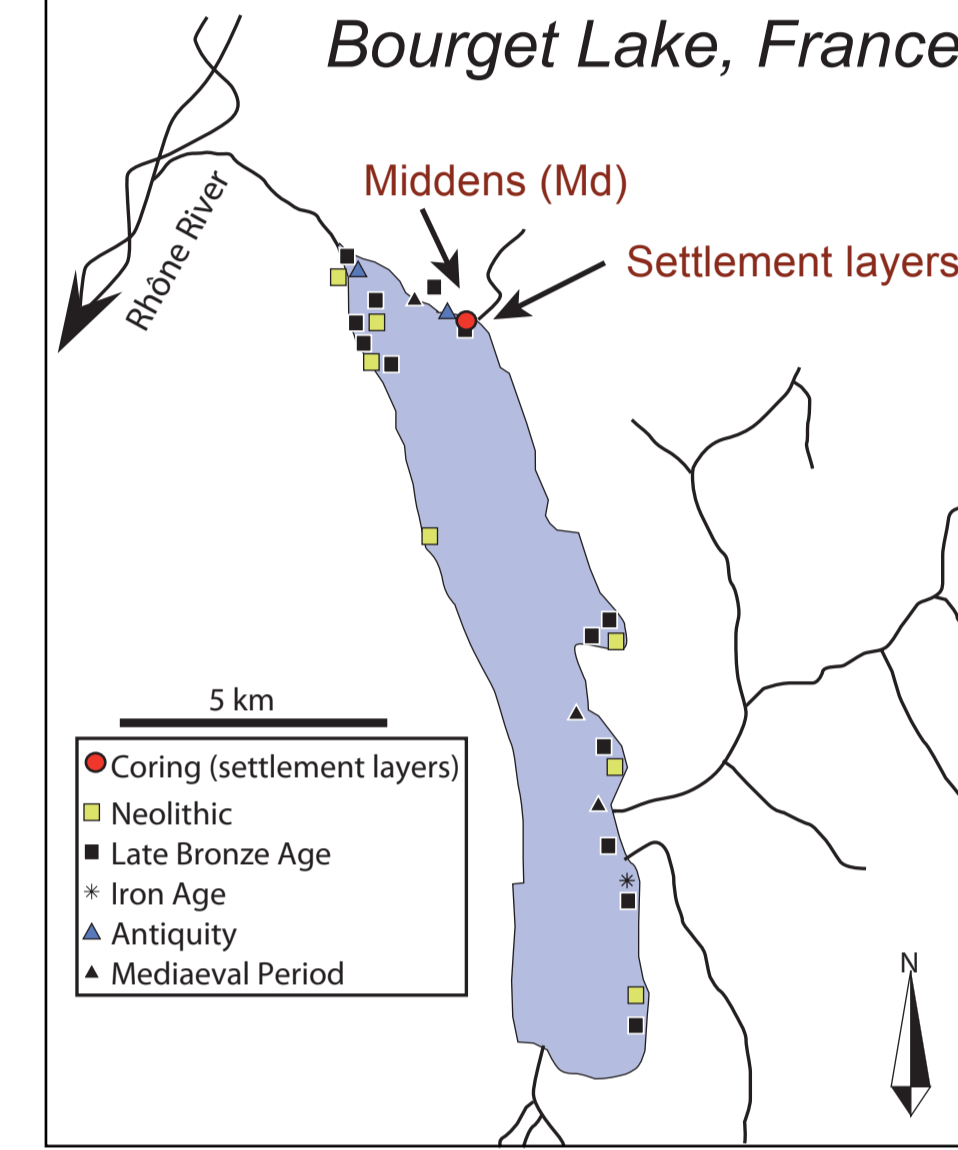 Bourget Lake, France
Middens (Md)
Settlement layers
Rhône River
5 km
Coring (settlement layers)
Neolithic
Late Bronze Age
Iron Age
Antiquity
Mediaeval Period
N